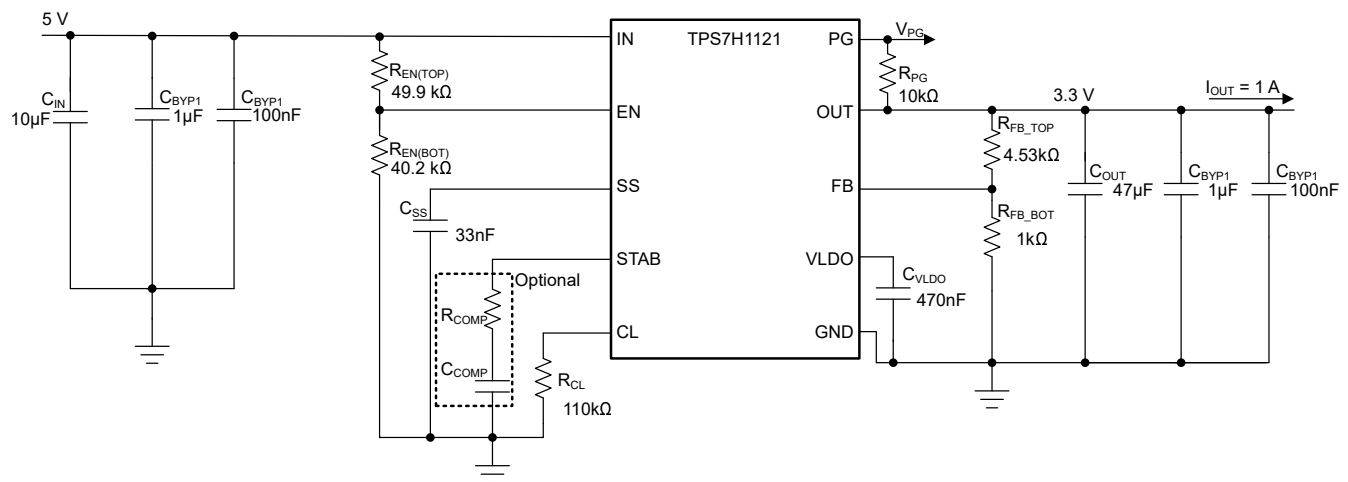 5 V
C_IN
10µF
C_BYP1
1µF
C_BYP1
100nF
R_EN(TOP)
49.9 kΩ
R_EN(BOT)
40.2 kΩ
C_SS
33nF
Optional
R_COMP
C_COMP
R_CL
110kΩ
TPS7H1121
IN
EN
SS
STAB
CL
PG
OUT
FB
VLDO
GND
V_PG
R_PG
10kΩ
3.3 V
I_OUT = 1 A
R_FB_TOP
4.53kΩ
R_FB_BOT
1kΩ
C_VLDO
470nF
C_OUT
47µF
C_BYP1
1µF
C_BYP1
100nF